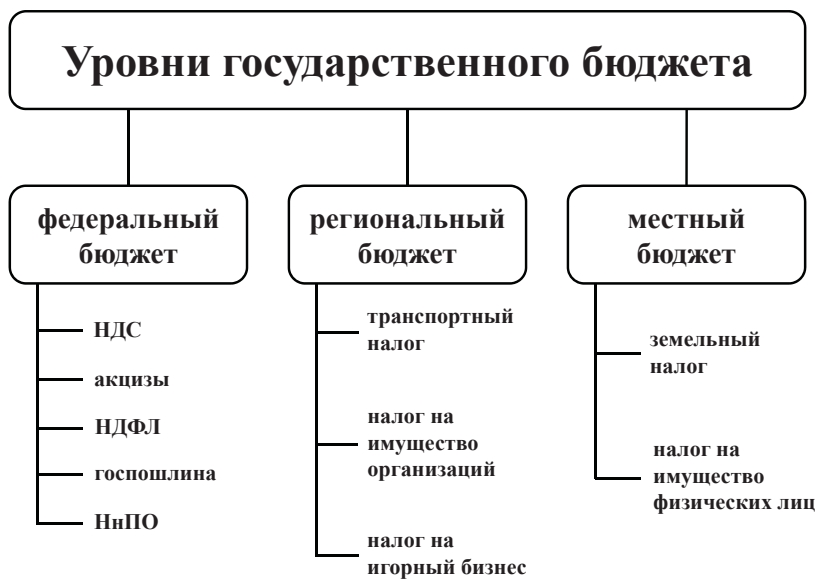 Уровни государственного бюджета
федеральный
бюджет
НДС
акцизы
НДФЛ
госпошлина
НнПО
региональный
бюджет
транспортный
налог
налог на
имущество
организаций
налог на
игорный бизнес
местный
бюджет
земельный
налог
налог на
имущество
физических лиц